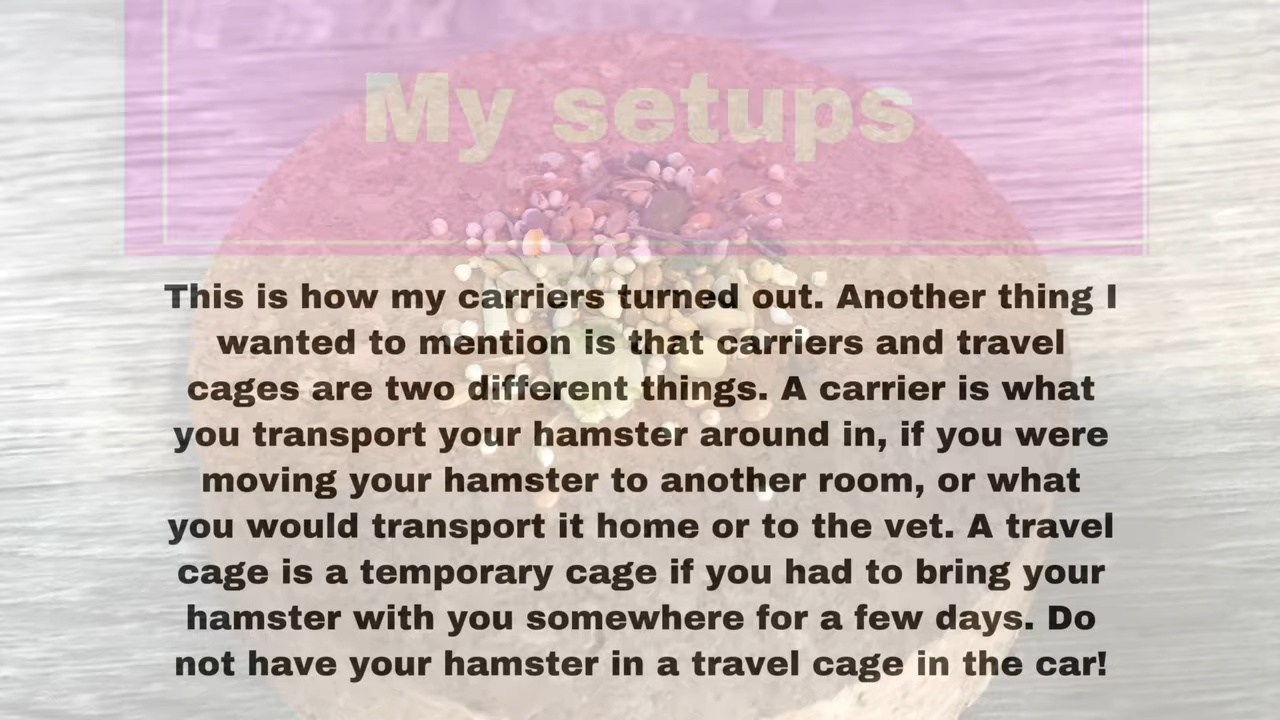 My setups
This is how my carriers turned out. Another thing I
wanted to mention is that carriers and travel
cages are two different things. A carrier is what
you transport your hamster around in, if you were
moving your hamster to another room, or what
you would transport it home or to the vet. A travel
cage is a temporary cage if you had to bring your
hamster with you somewhere for a few days. Do
not have your hamster in a travel cage in the car!